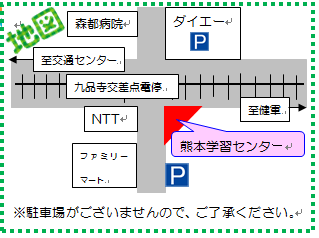 地図
森都病院
ダイエー
P
至交通センター
九品寺交差点電停
至健軍
NTT
熊本学習センター
ファミリー
マート
P
※駐車場がございませんので、ご了承ください。